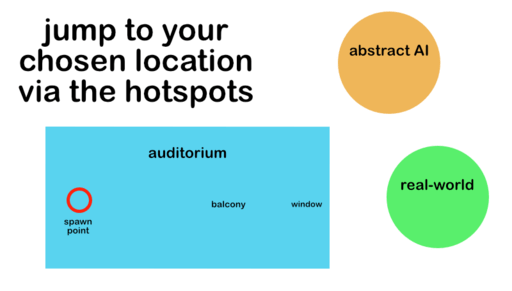 jump to your
chosen location
via the hotspots
abstract AI
auditorium
real-world
balcony
window
spawn
point